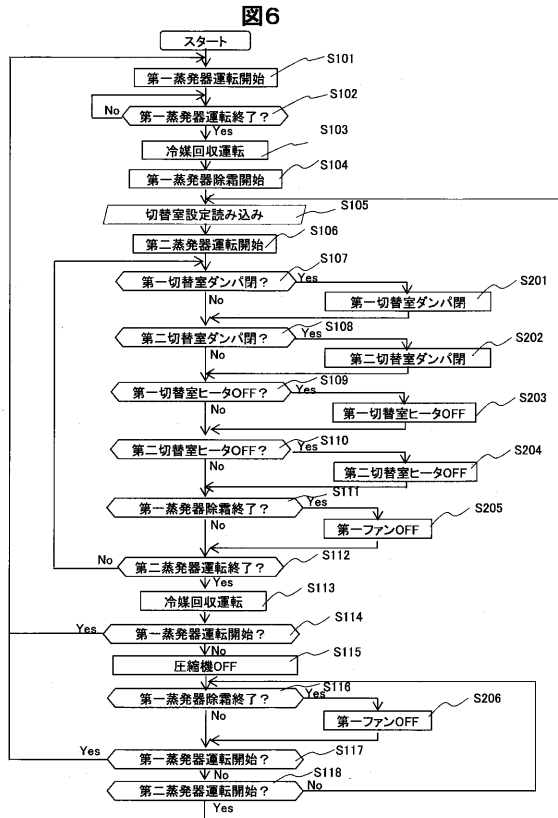 図6
スタート
S101
第一蒸発器運転開始
S102
No
第一蒸発器運転終了?
Yes
S103
冷媒回収運転
S104
第一蒸発器除霜開始
S105
切替室設定読み込み
S106
第二蒸発器運転開始
S107
第一切替室ダンパ閉?
Yes
S201
No
第一切替室ダンパ閉
S108
第二切替室ダンパ閉?
Yes
S202
No
第二切替室ダンパ閉
S109
第一切替室ヒータOFF?
Yes
S203
No
第一切替室ヒータOFF
S110
第二切替室ヒータOFF?
Yes
S204
No
第二切替室ヒータOFF
S111
第一蒸発器除霜終了?
Yes
S205
No
第一ファンOFF
S112
No
第二蒸発器運転終了?
Yes
S113
冷媒回収運転
S114
Yes
第一蒸発器運転開始?
No
S115
圧縮機OFF
S116
第一蒸発器除霜終了?
Yes
S206
No
第一ファンOFF
Yes
第一蒸発器運転開始?
S117
No
S118
第二蒸発器運転開始?
No
Yes